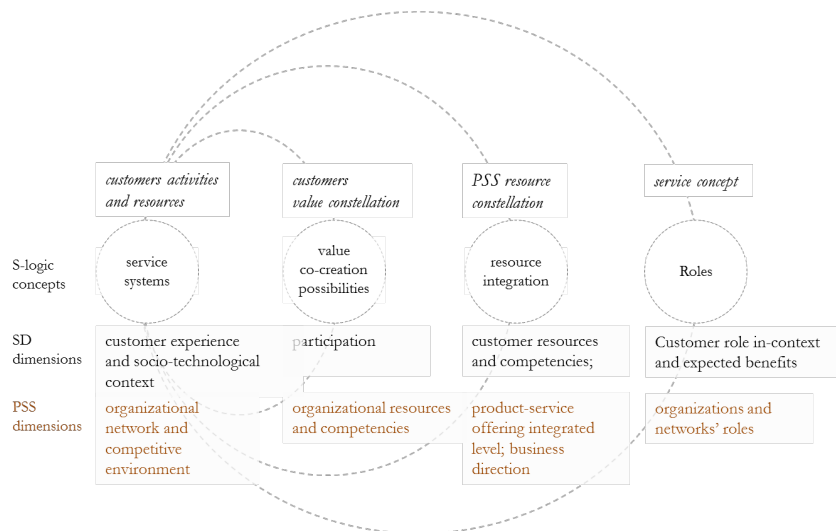 customers activities
and resources
customers
value constellation
PSS resource
constellation
service concept
S-logic
concepts
service
systems
value
co-creation
possibilities
resource
integration
Roles
SD
dimensions
customer experience
and socio-technological
context
participation
customer resources
and competencies;
Customer role in-context
and expected benefits
PSS
dimensions
organizational
network and
competitive
environment
organizational resources
and competencies
product-service
offering integrated
level; business
direction
organizations and
networks’ roles